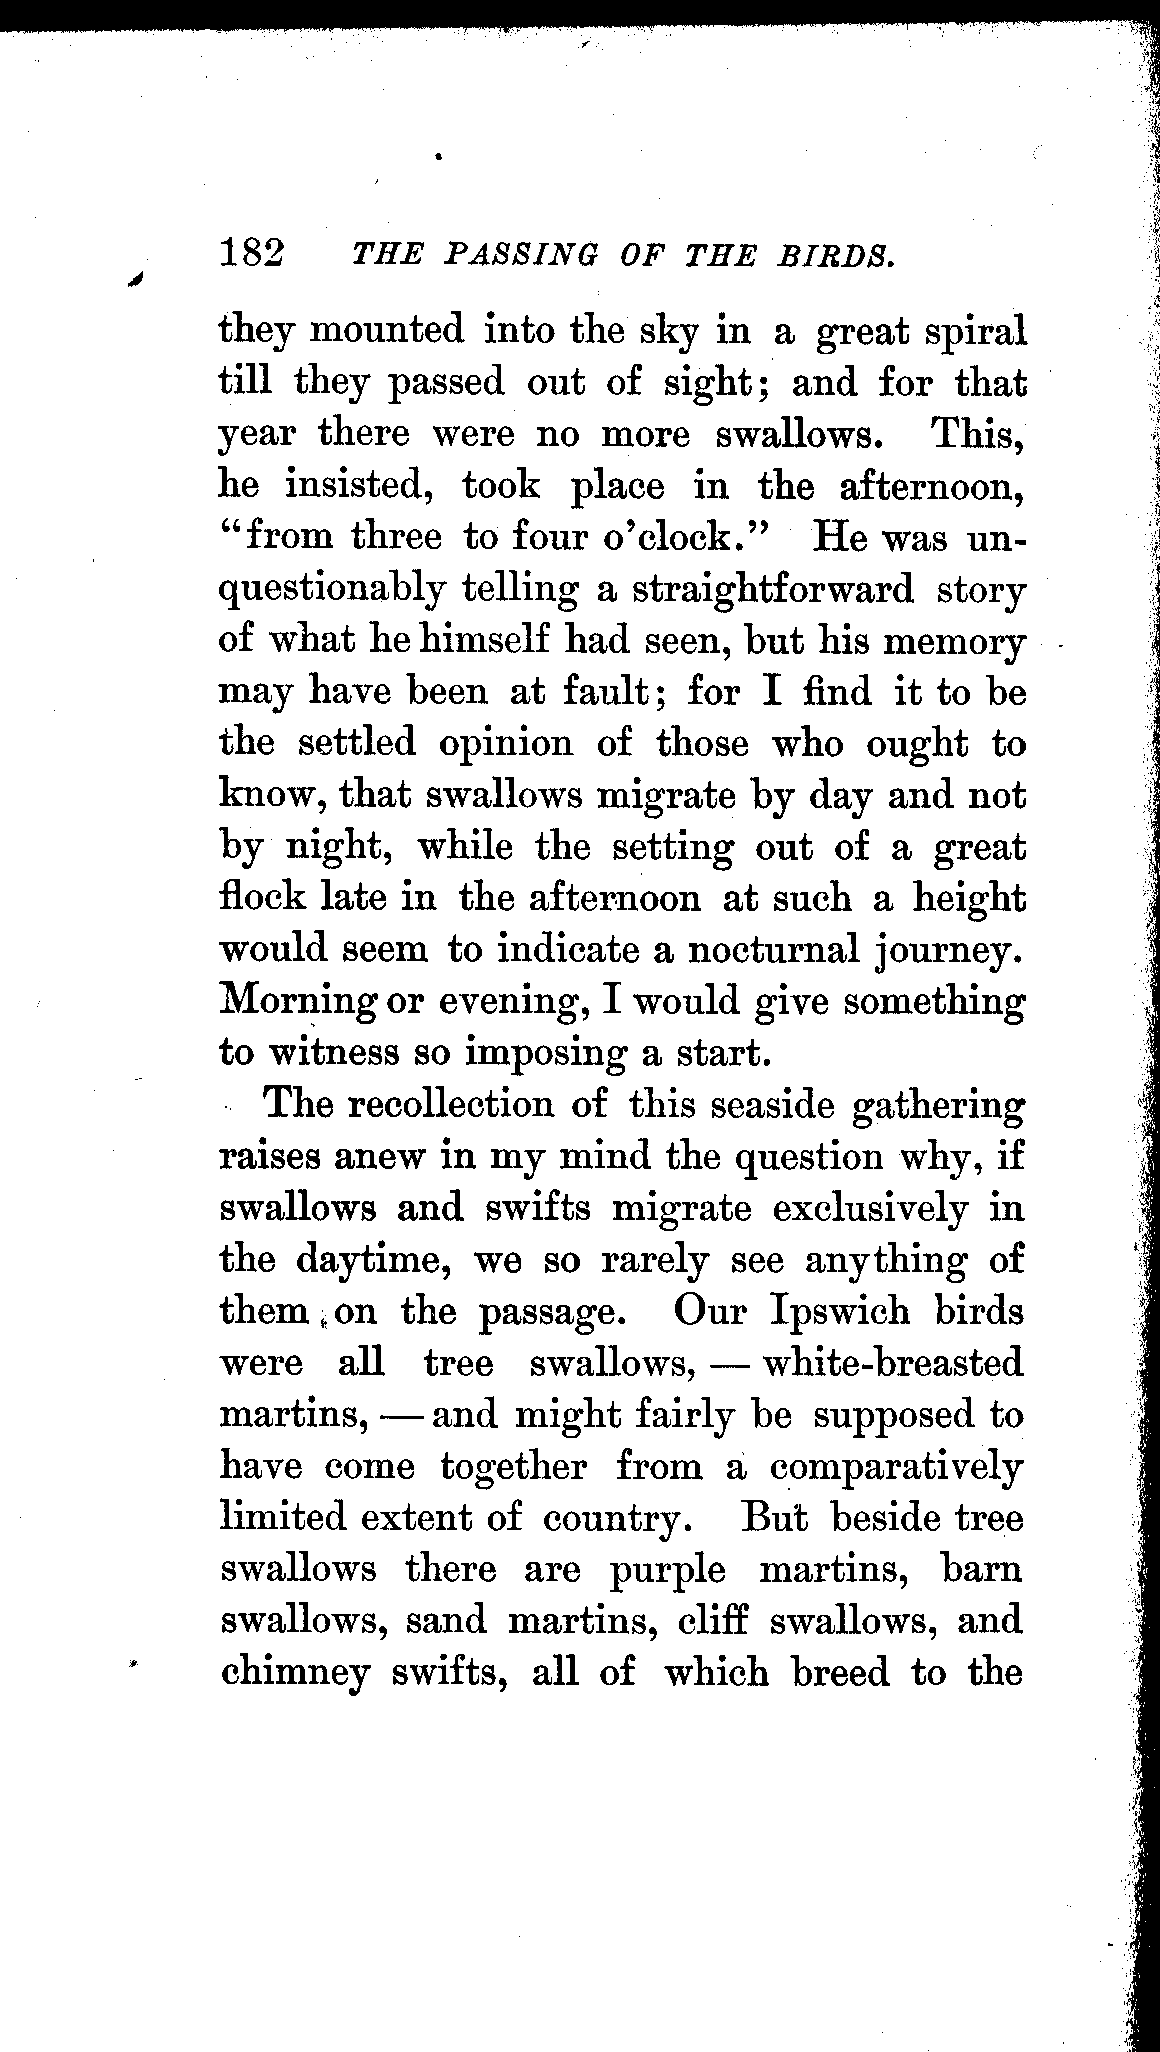 182 THE PASSING OF THE BIRDS.
they mounted into the sky in a great spiral
till they passed out of sight; and for that
year there were no more swallows. This,
he insisted, took place in the afternoon,
“from three to four o’clock.” He was un-
questionably telling a straightforward story
of what he himself had seen, but his memory
may have been at fault; for I find it to be
the settled opinion of those who ought to
know, that swallows migrate by day and not
by night, while the setting out of a great
flock late in the afternoon at such a height
would seem to indicate a nocturnal journey.
Morning or evening, I would give something
to witness so imposing a start.
The recollection of this seaside gathering
raises anew in my mind the question why, if
swallows and swifts migrate exclusively in
the daytime, we so rarely see anything of
them on the passage. Our Ipswich birds
were all tree swallows, — white-breasted
martins, — and might fairly be supposed to
have come together from a comparatively
limited extent of country. But beside tree
swallows there are purple martins, barn
swallows, sand martins, cliff swallows, and
chimney swifts, all of which breed to the